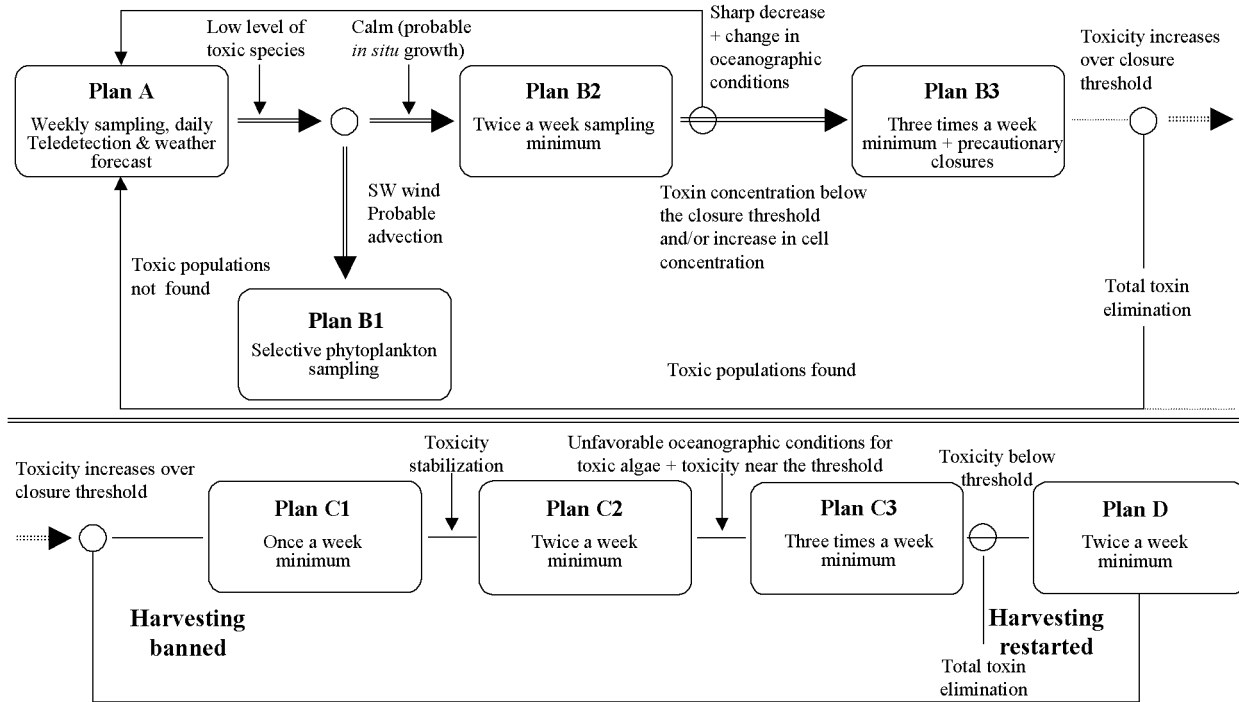 Low level of
toxic species
Calm (probable
in situ growth)
Sharp decrease
+ change in
oceanographic
conditions
Toxicity increases
over closure
threshold
Plan A
Weekly sampling, daily
Teledetection & weather
forecast
Plan B2
Twice a week sampling
minimum
Plan B3
Three times a week
minimum + precautionary
closures
SW wind
Probable
advection
Toxin concentration below
the closure threshold
and/or increase in cell
concentration
Toxic populations
not found
Total toxin
elimination
Plan B1
Selective phytoplankton
sampling
Toxic populations found
Toxicity increases over
closure threshold
Toxicity
stabilization
Unfavorable oceanographic conditions for
toxic algae + toxicity near the threshold
Toxicity below
threshold
Plan C1
Once a week
minimum
Plan C2
Twice a week
minimum
Plan C3
Three times a week
minimum
Plan D
Twice a week
minimum
Harvesting
banned
Harvesting
restarted
Total toxin
elimination